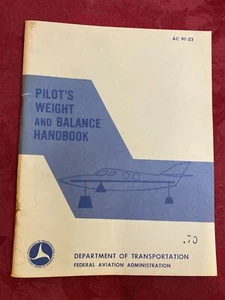 AC 91-23
PILOT'S
WEIGHT
AND BALANCE
HANDBOOK
.70
DEPARTMENT OF TRANSPORTATION
FEDERAL AVIATION ADMINISTRATION